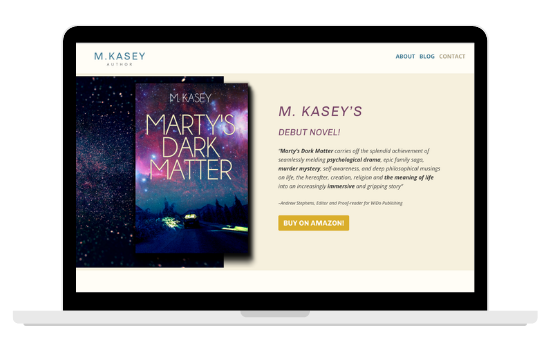 M.KASEY
AUTHOR
ABOUT BLOG CONTACT
M. KASEY
MARTY'S
DARK
MATTER
M. KASEY'S
DEBUT NOVEL!
"Marty's Dark Matter carries off the splendid achievement of
seamlessly melding psychological drama, epic family saga,
murder mystery, self-awareness, and deep philosophical musings
on life, the hereafter, creation, religion and the meaning of life
into an increasingly immersive and gripping story"
-Andrew Stephens, Editor and Proof-reader for Willis Publishing
BUY ON AMAZON!